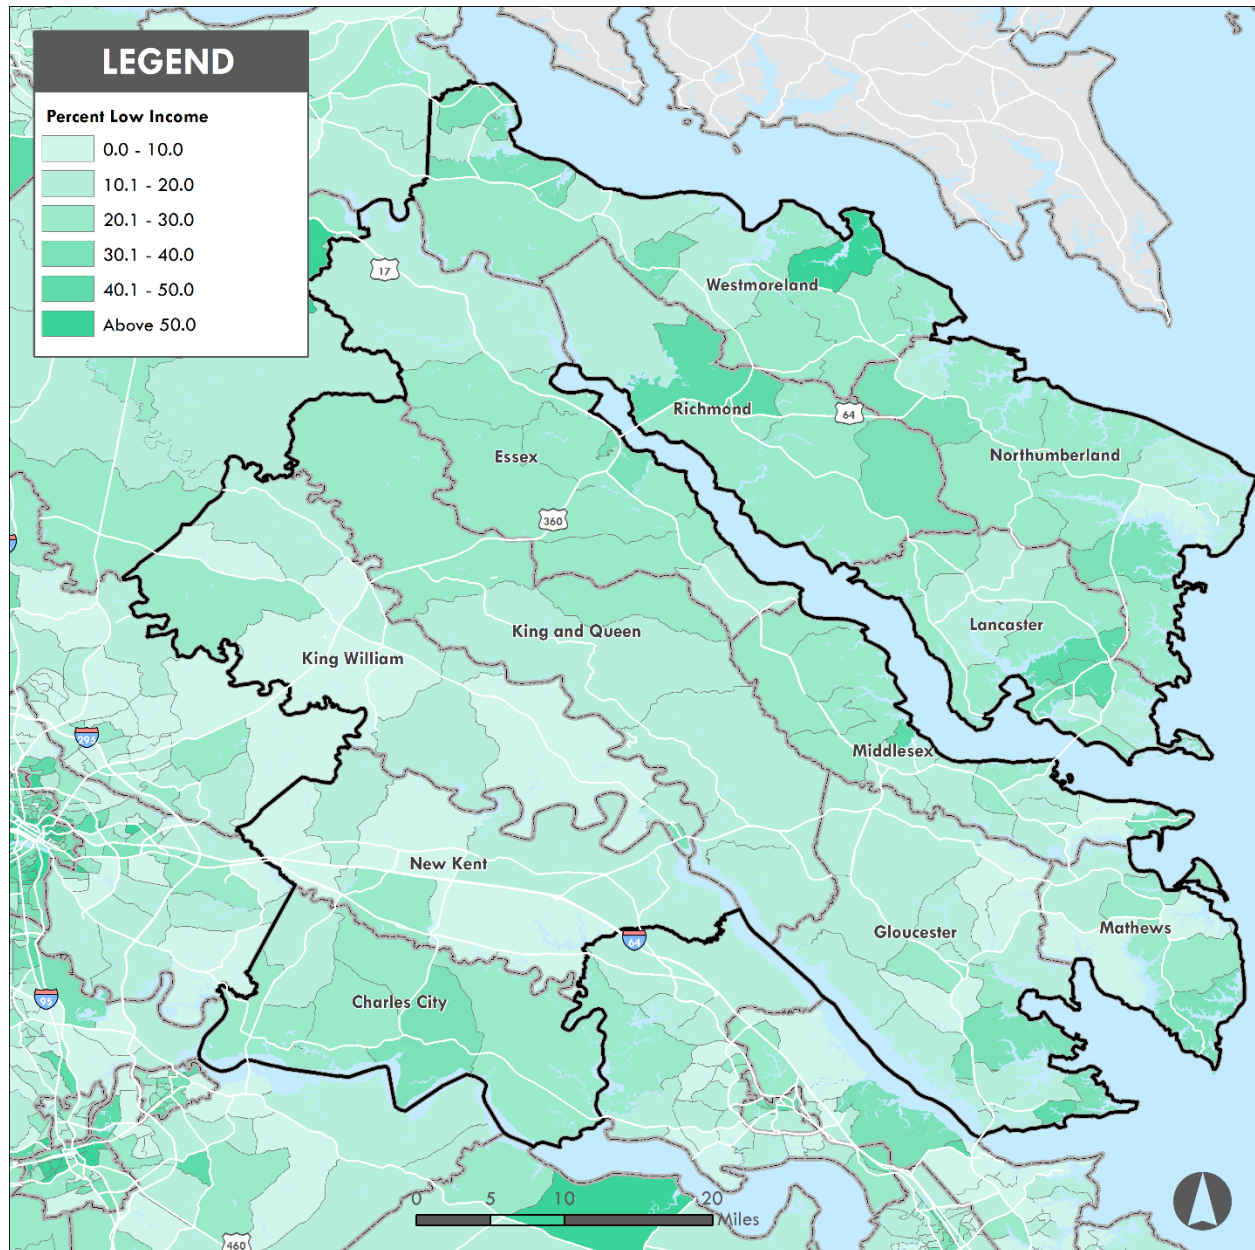 LEGEND
Percent Low Income
0.0 - 10.0
10.1 - 20.0
20.1 - 30.0
30.1 - 40.0
40.1 - 50.0
Above 50.0
17
Westmoreland
Richmond
64
Essex
Northumberland
360
King and Queen
Lancaster
King William
295
Middlesex
New Kent
Gloucester
Mathews
64
95
Charles City
0 5 10 20
Miles
460